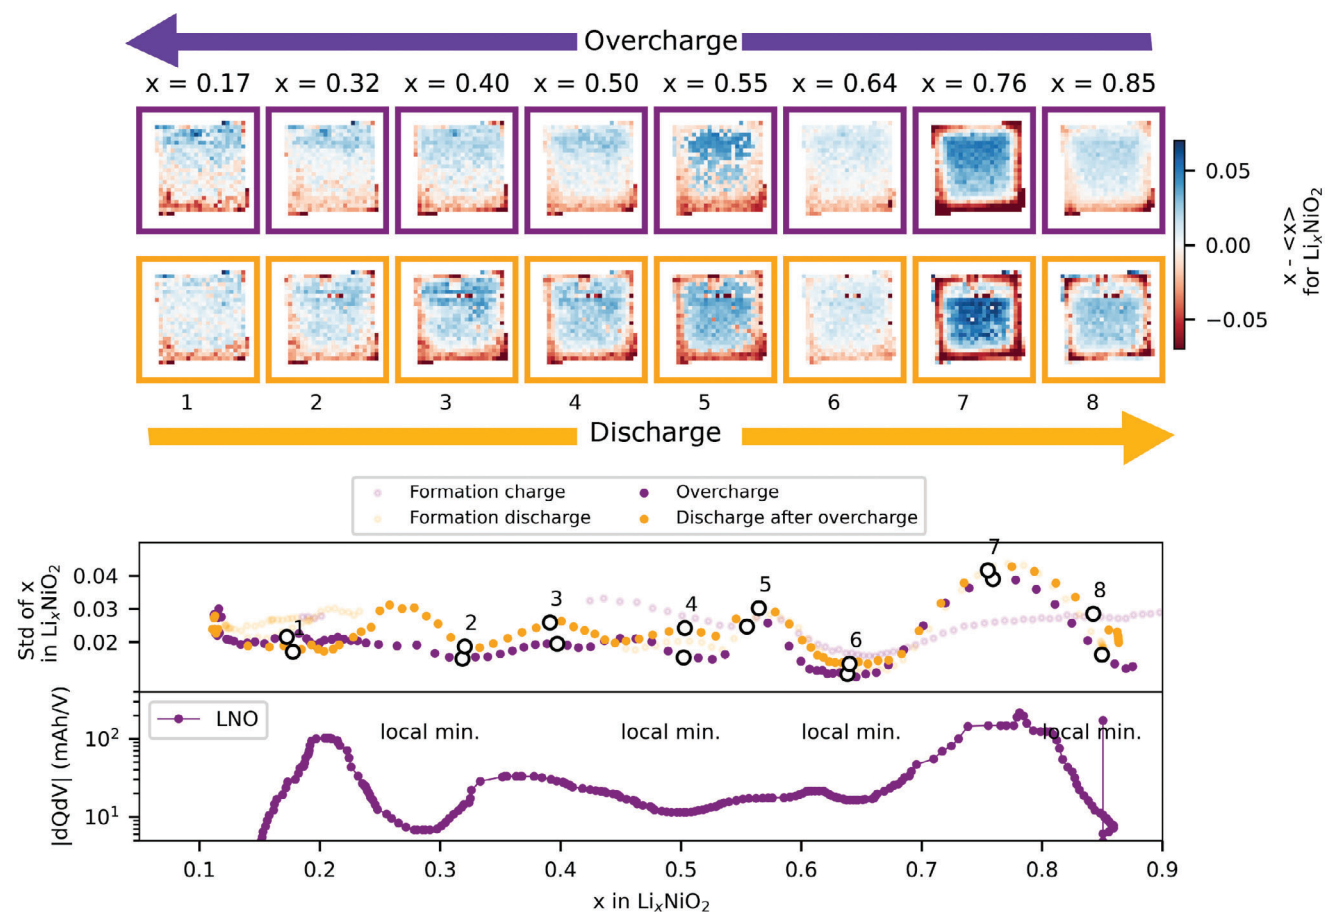 Overcharge
x = 0.17 x = 0.32 x = 0.40 x = 0.50 x = 0.55 x = 0.64 x = 0.76 x = 0.85
0.05
0.00
−0.05
x - <x>
for LiₓNiO₂
1 2 3 4 5 6 7 8
Discharge
Formation charge
Formation discharge
Overcharge
Discharge after overcharge
Std of x
in LiₓNiO₂
0.04
0.03
0.02
1 2 3 4 5 6 7 8
|dQdV| (mAh/V)
10²
10¹
LNO
local min. local min. local min. local min.
0.1 0.2 0.3 0.4 0.5 0.6 0.7 0.8 0.9
x in LiₓNiO₂